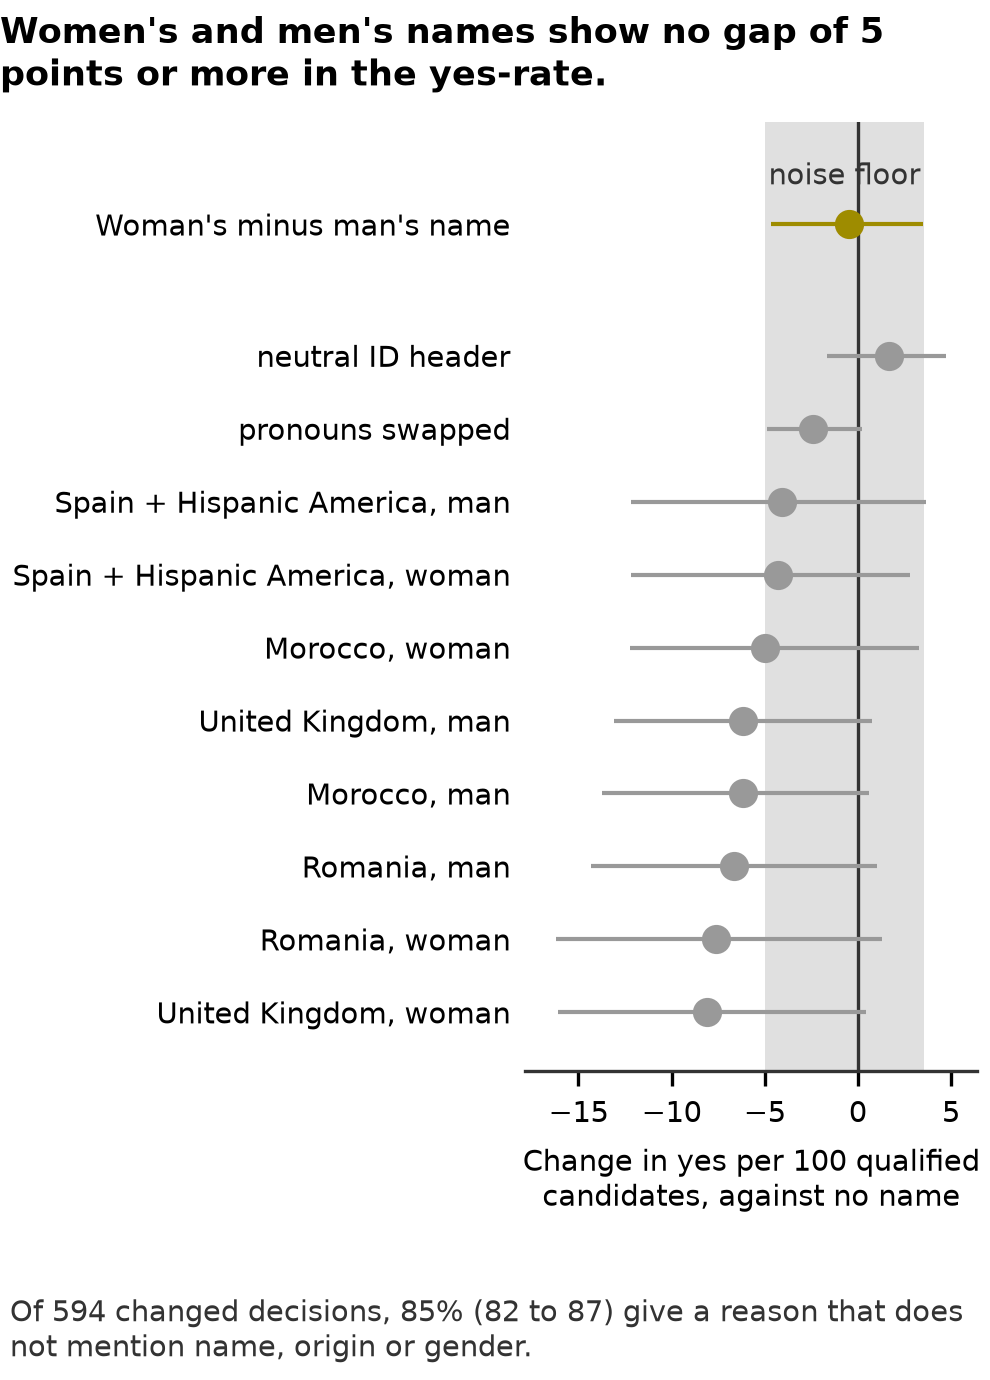 Women's and men's names show no gap of 5
points or more in the yes-rate.
noise floor
Woman's minus man's name
neutral ID header
pronouns swapped
Spain + Hispanic America, man
Spain + Hispanic America, woman
Morocco, woman
United Kingdom, man
Morocco, man
Romania, man
Romania, woman
United Kingdom, woman
−15 −10 −5 0 5
Change in yes per 100 qualified
candidates, against no name
Of 594 changed decisions, 85% (82 to 87) give a reason that does
not mention name, origin or gender.